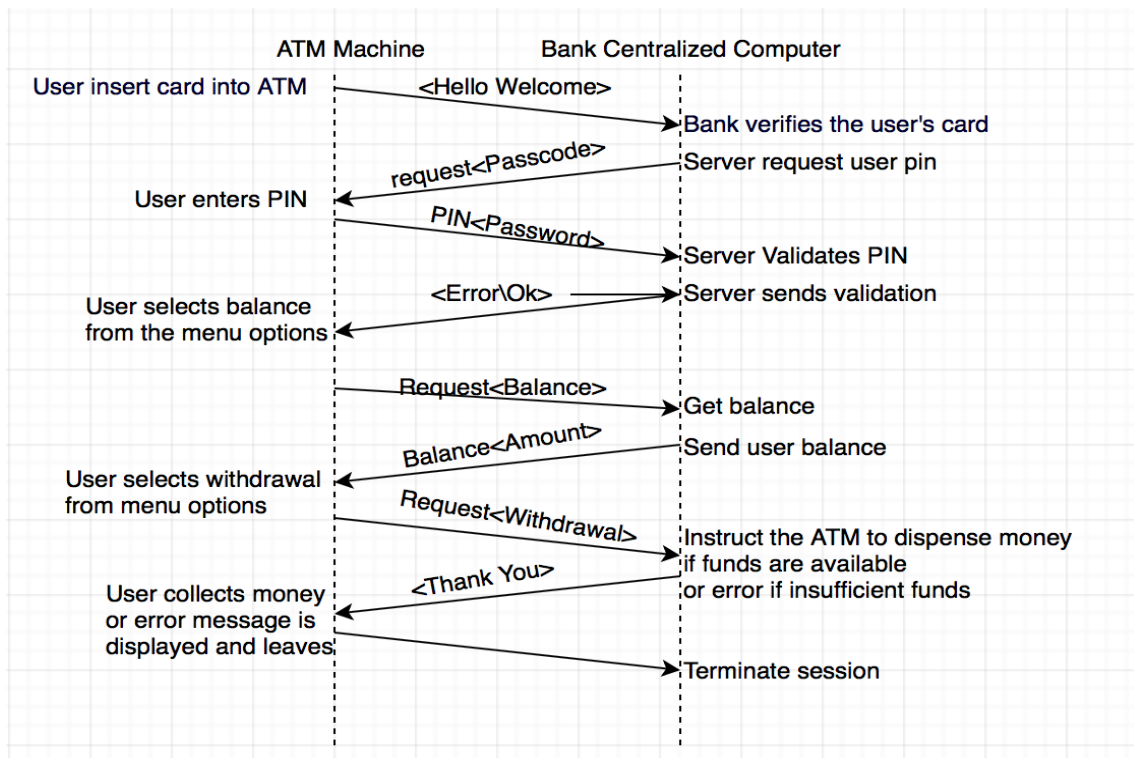 ATM Machine
Bank Centralized Computer
User insert card into ATM
<Hello Welcome>
Bank verifies the user's card
request<Passcode>
Server request user pin
User enters PIN
PIN<Password>
Server Validates PIN
<Error\Ok>
Server sends validation
User selects balance
from the menu options
Request<Balance>
Get balance
Balance<Amount>
Send user balance
User selects withdrawal
from menu options
Request<Withdrawal>
Instruct the ATM to dispense money
if funds are available
or error if insufficient funds
<Thank You>
User collects money
or error message is
displayed and leaves
Terminate session